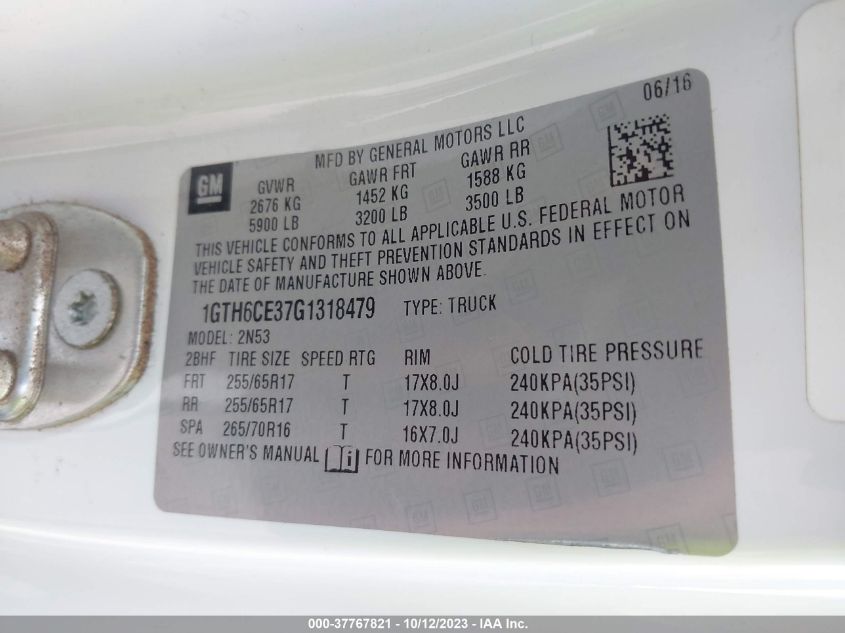 06/16
MFD BY GENERAL MOTORS LLC
GM
GVWR GAWR FRT GAWR RR
2676 KG 1452 KG 1588 KG
5900 LB 3200 LB 3500 LB
THIS VEHICLE CONFORMS TO ALL APPLICABLE U.S. FEDERAL MOTOR
VEHICLE SAFETY AND THEFT PREVENTION STANDARDS IN EFFECT ON
THE DATE OF MANUFACTURE SHOWN ABOVE.
1GTH6CE37G1318479 TYPE: TRUCK
MODEL: 2N53
2BHF TIRE SIZE SPEED RTG RIM COLD TIRE PRESSURE
FRT 255/65R17 T 17X8.0J 240KPA(35PSI)
RR 255/65R17 T 17X8.0J 240KPA(35PSI)
SPA 265/70R16 T 16X7.0J 240KPA(35PSI)
SEE OWNER'S MANUAL i FOR MORE INFORMATION
000-37767821 - 10/12/2023 - IAA Inc.